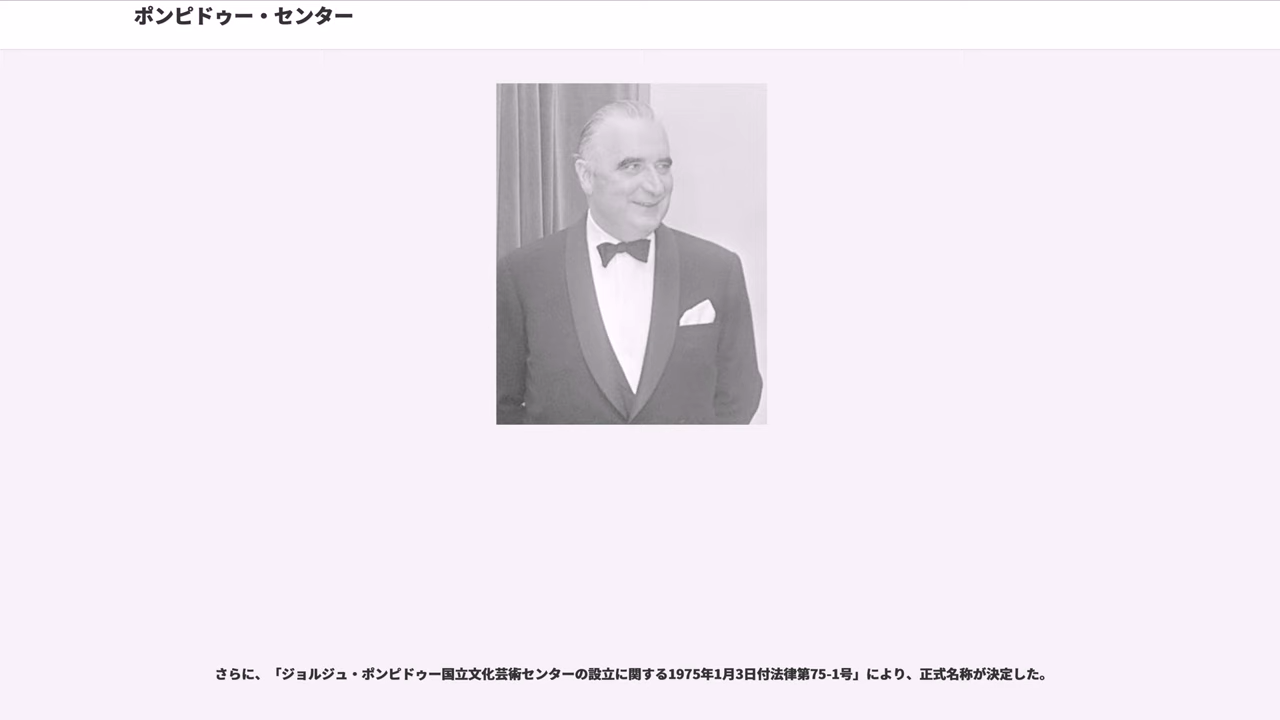 ポンピドゥー・センター
さらに、「ジョルジュ・ポンピドゥー国立文化芸術センターの設立に関する1975年1月3日付法律第75-1号」により、正式名称が決定した。